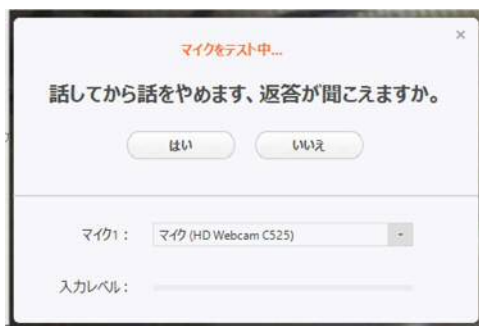 マイクをテスト中...
話してから話をやめます、返答が聞こえますか。
はい いいえ
マイク1： マイク (HD Webcam C525)
入力レベル：